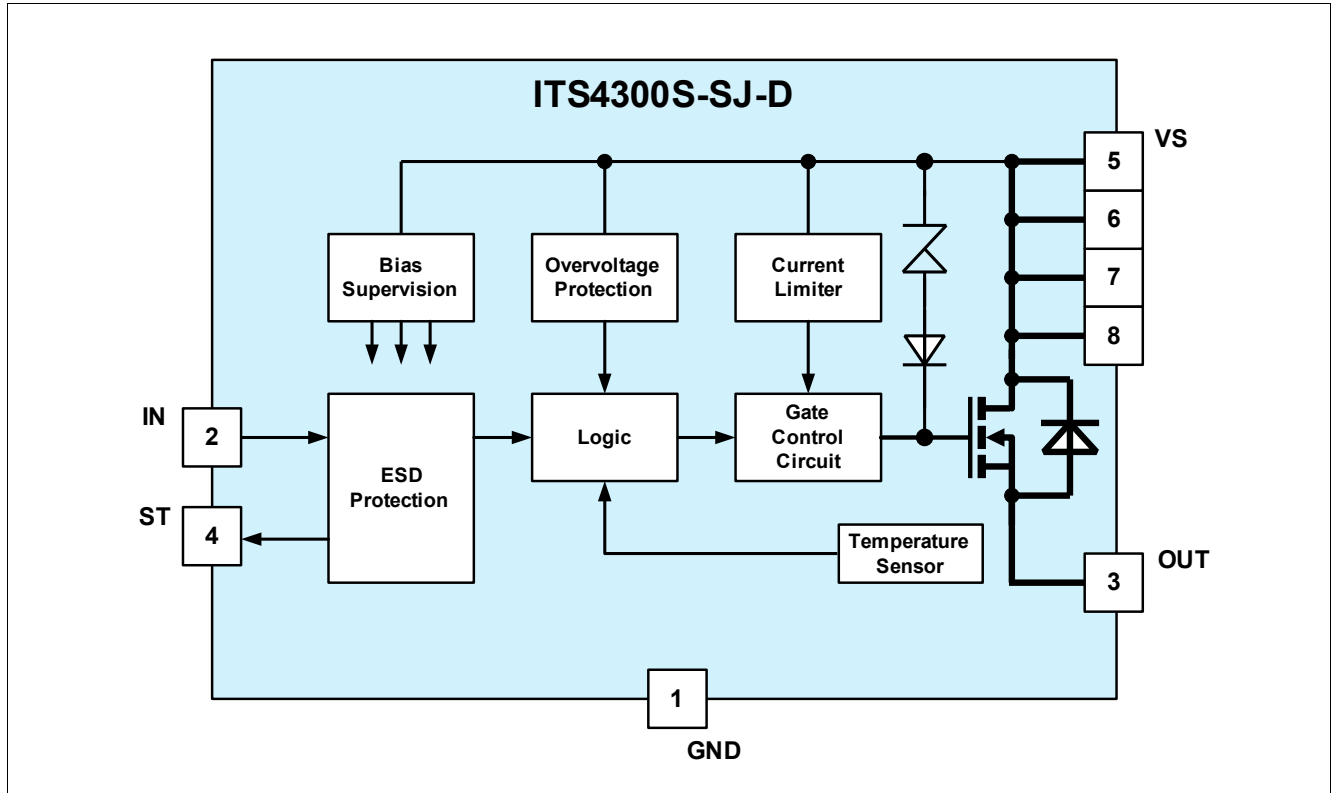 ITS4300S-SJ-D
VS
5
6
7
8
Bias
Supervision
Overvoltage
Protection
Current
Limiter
IN
2
ST
4
ESD
Protection
Logic
Gate
Control
Circuit
Temperature
Sensor
3
OUT
1
GND